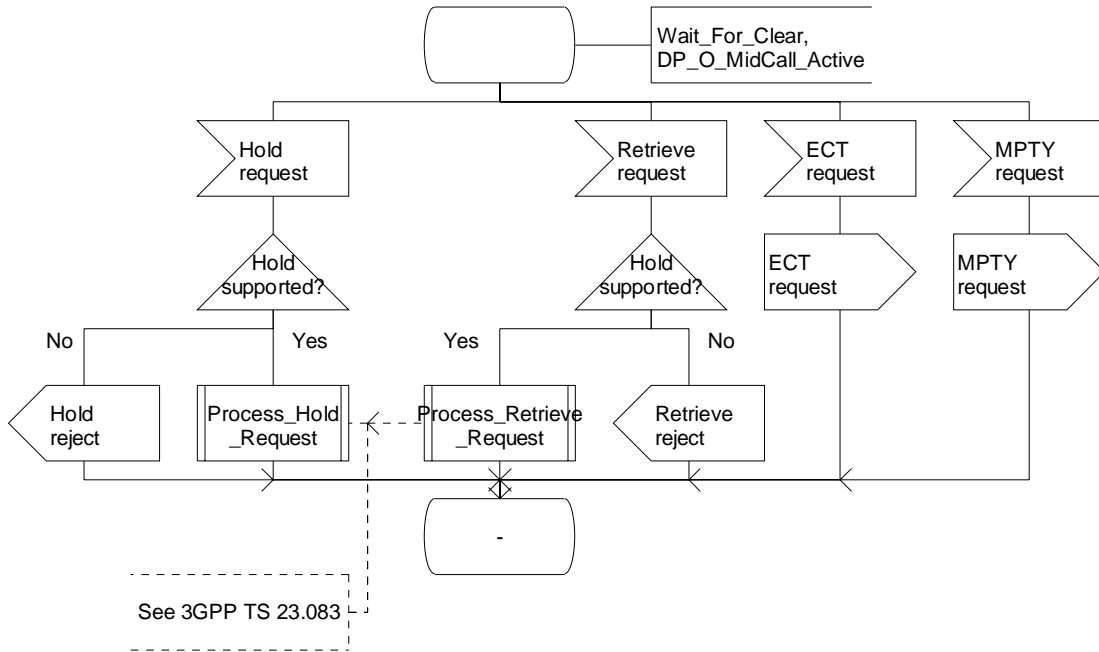 Wait_For_Clear,
DP_O_MidCall_Active
Hold
request
Retrieve
request
ECT
request
MPTY
request
Hold
supported?
Hold
supported?
ECT
request
MPTY
request
No
Yes
Yes
No
Hold
reject
Process_Hold
_Request
Process_Retrieve
_Request
Retrieve
reject
-
See 3GPP TS 23.083